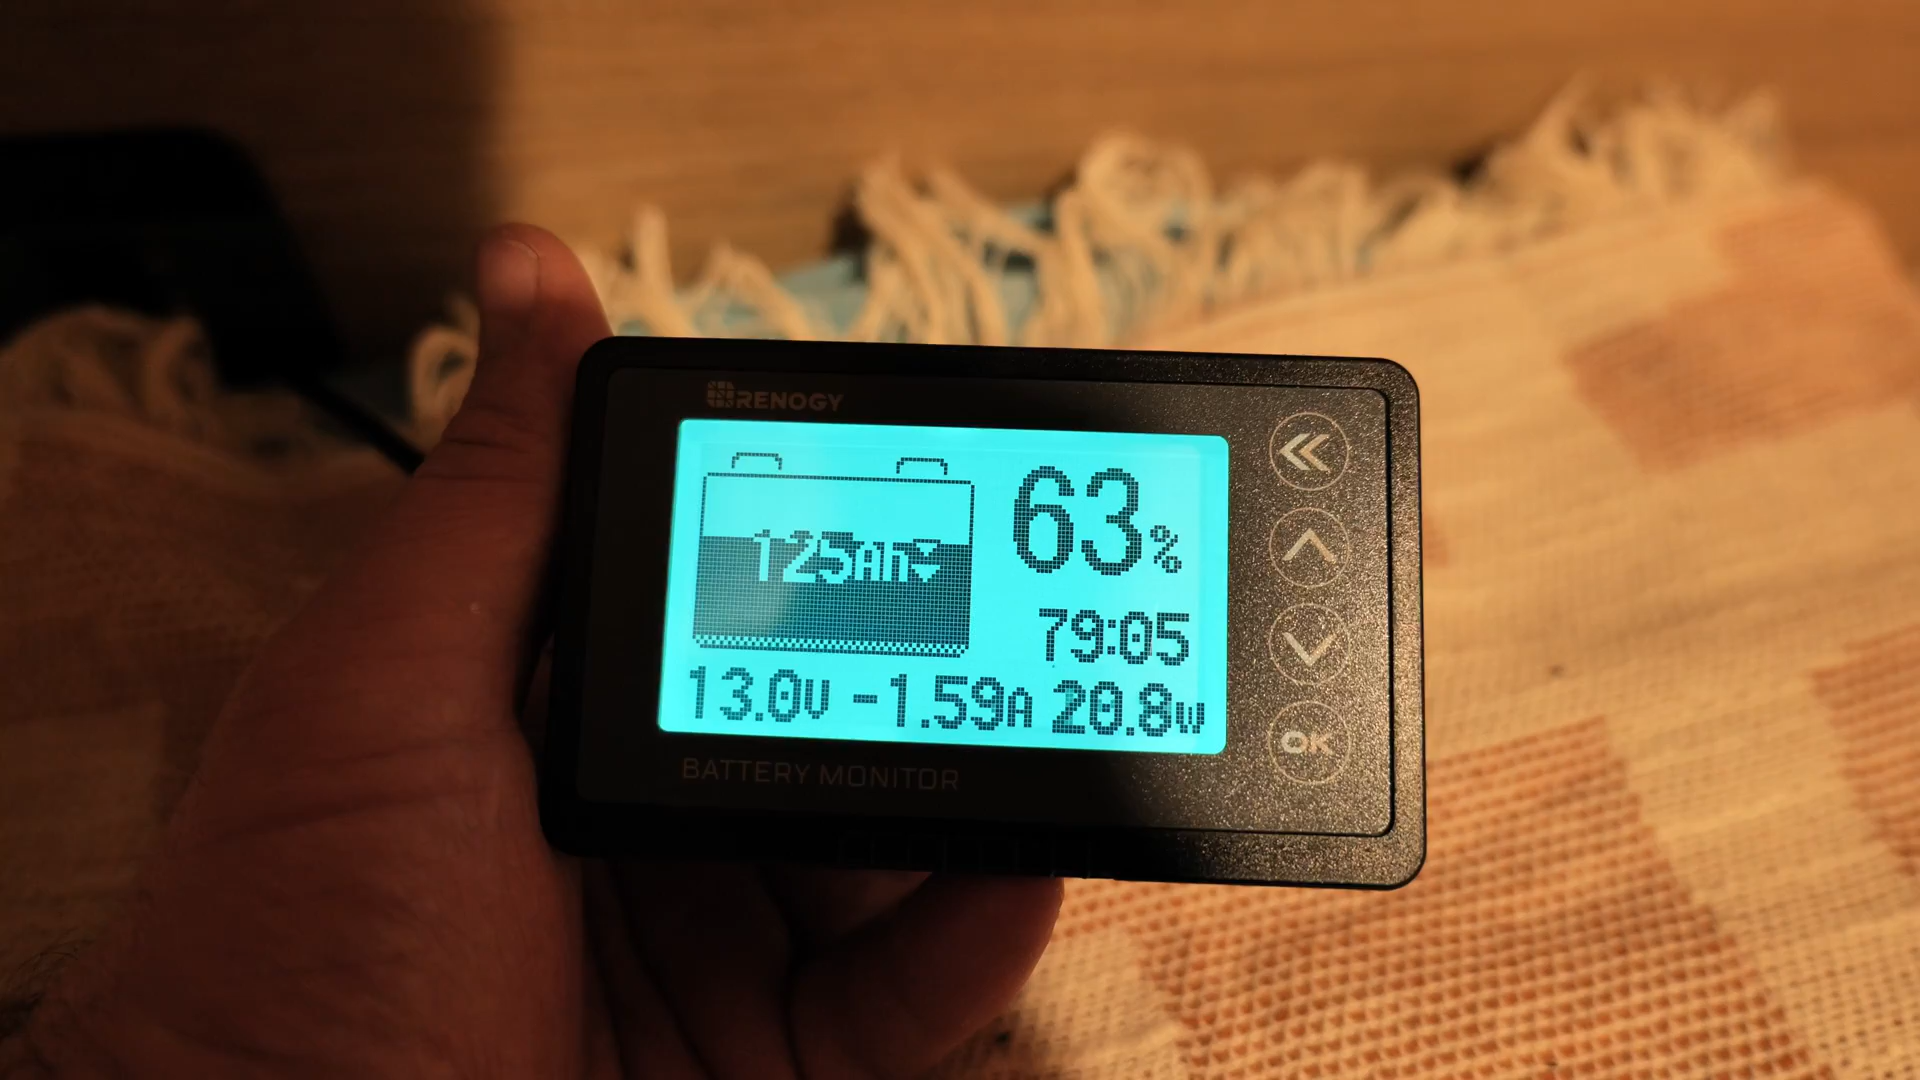 RENOGY
125Ah
63%
79:05
13.0V -1.59A 20.8W
BATTERY MONITOR
OK